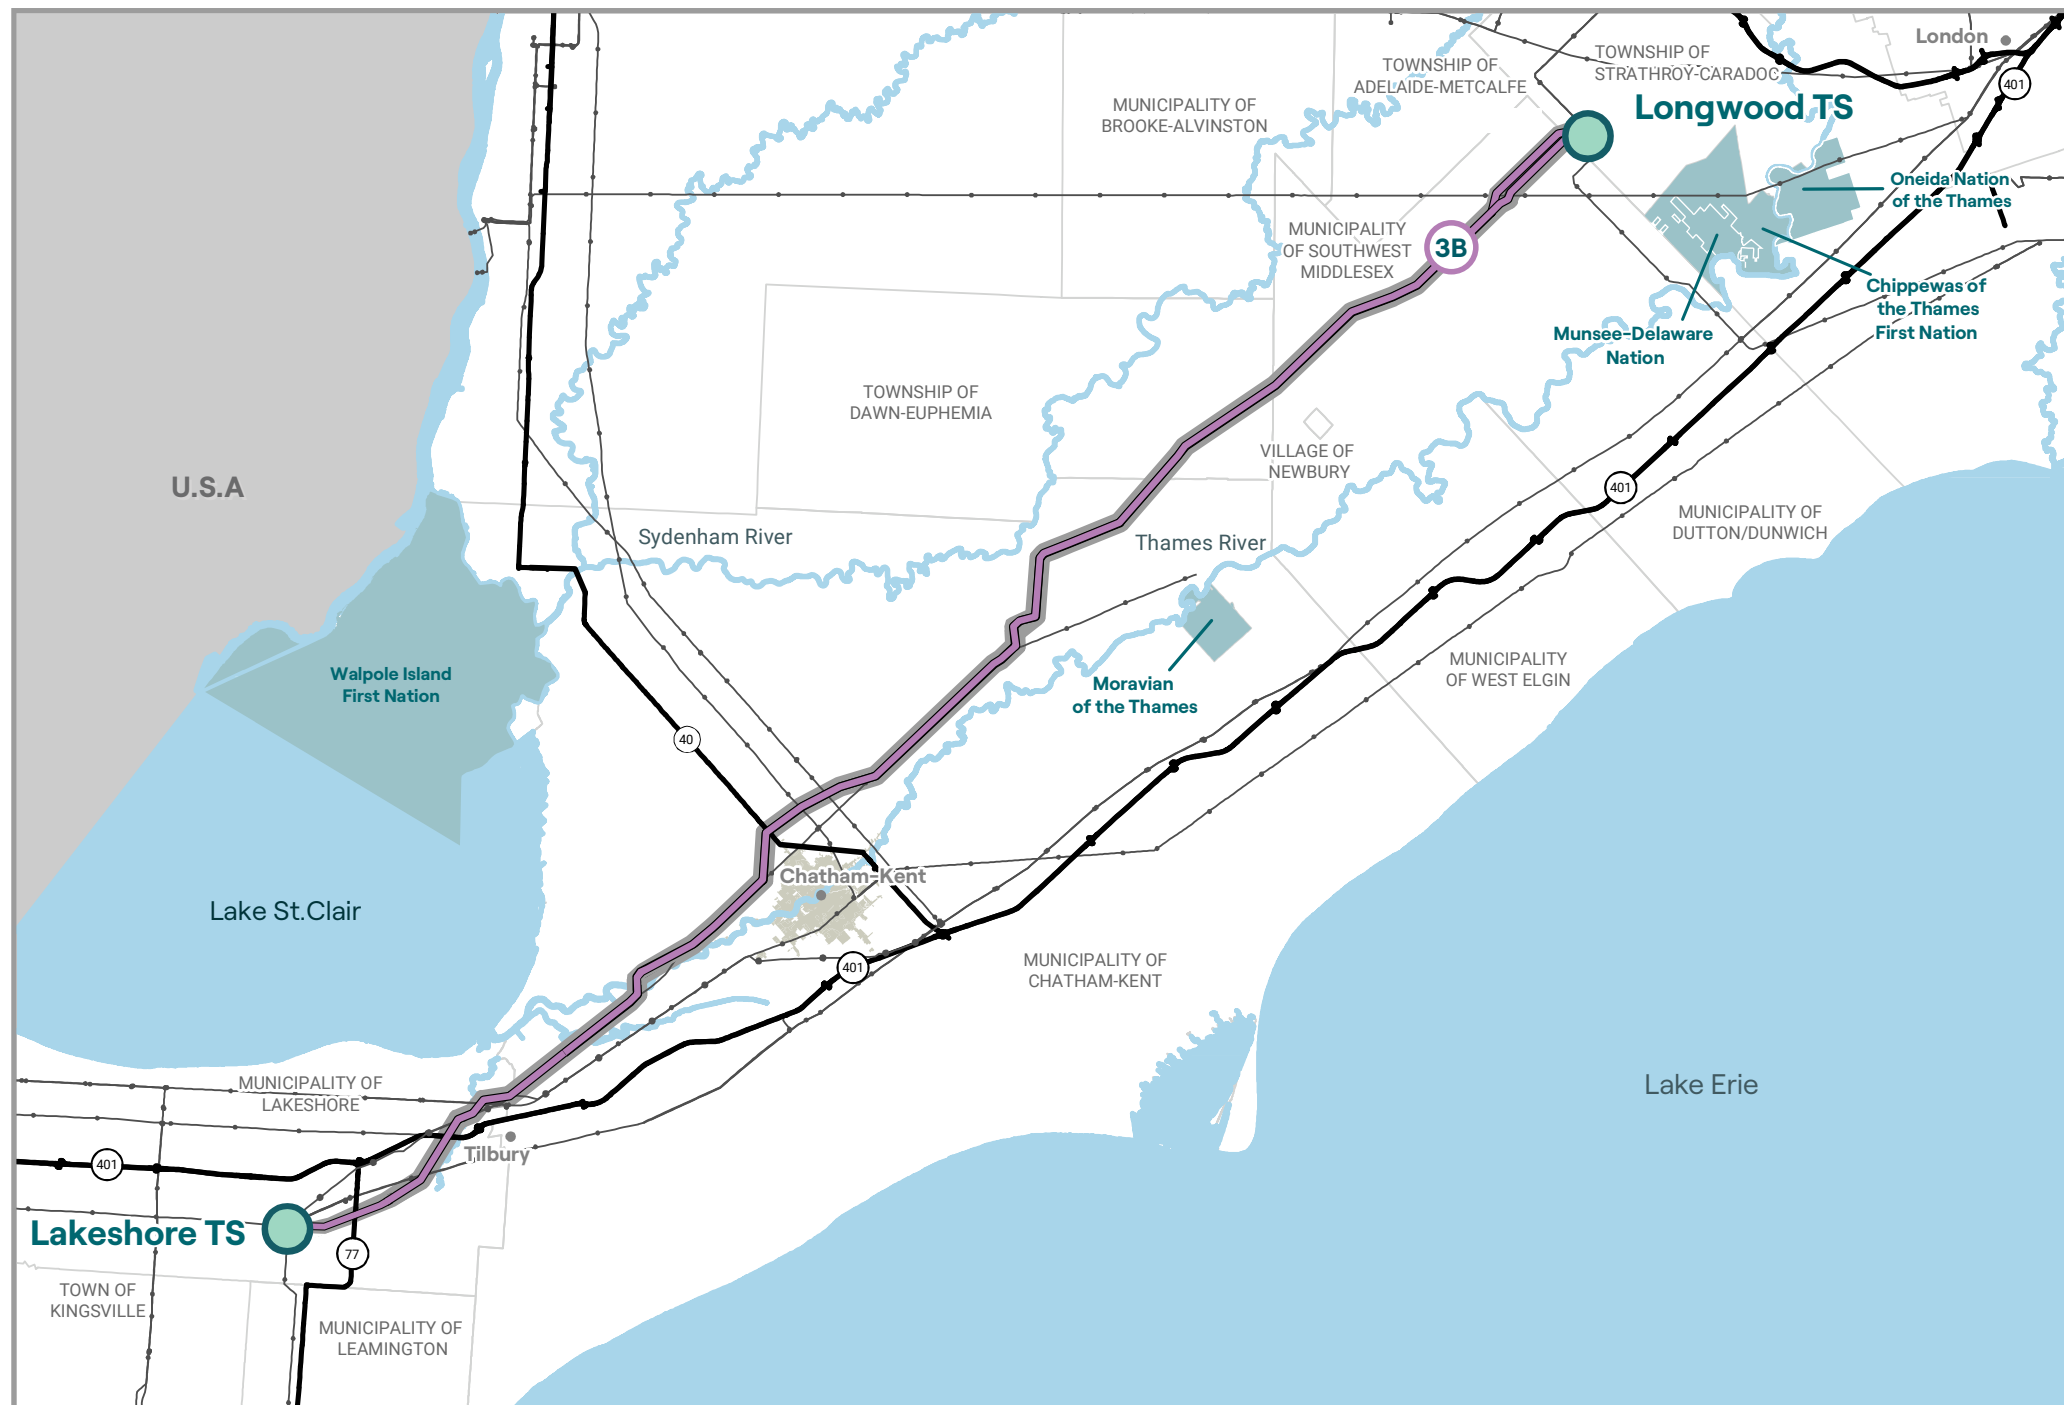 London
TOWNSHIP OF
STRATHROY-CARADOC
TOWNSHIP OF
ADELAIDE-METCALFE
401
Longwood TS
MUNICIPALITY OF
BROOKE-ALVINSTON
Oneida Nation
of the Thames
MUNICIPALITY
OF SOUTHWEST
MIDDLESEX
3B
Chippewas of
the Thames
First Nation
Munsee-Delaware
Nation
TOWNSHIP OF
DAWN-EUPHEMIA
VILLAGE OF
NEWBURY
U.S.A
401
MUNICIPALITY OF
DUTTON/DUNWICH
Sydenham River
Thames River
MUNICIPALITY
OF WEST ELGIN
Walpole Island
First Nation
Moravian
of the Thames
40
Chatham-Kent
Lake St.Clair
401
MUNICIPALITY OF
CHATHAM-KENT
Lake Erie
MUNICIPALITY OF
LAKESHORE
Tilbury
401
Lakeshore TS
77
TOWN OF
KINGSVILLE
MUNICIPALITY OF
LEAMINGTON